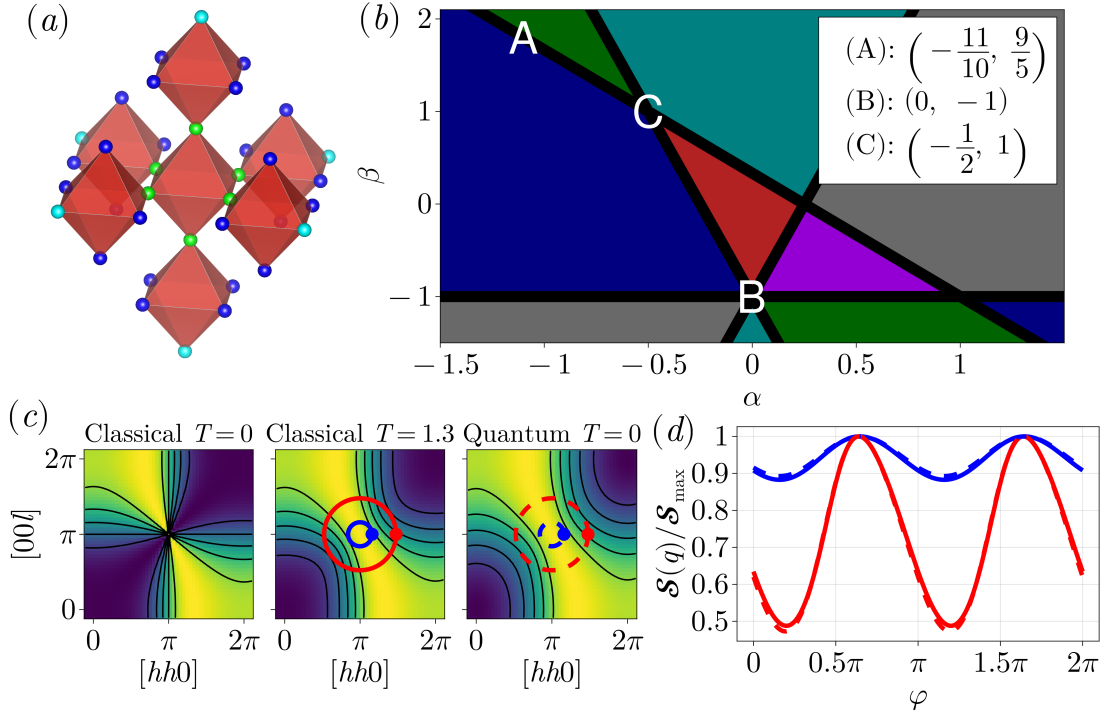 (a)
(b)
2
1
0
−1
β
A
C
B
(A): (−11/10, 9/5)
(B): (0, −1)
(C): (−1/2, 1)
−1.5
−1
−0.5
0
0.5
1
α
(c)
Classical T = 0
Classical T = 1.3
Quantum T = 0
2π
π
0
[00l]
0
π
2π
0
π
2π
0
π
2π
[hh0]
[hh0]
[hh0]
(d)
1
0.9
0.8
0.7
0.6
0.5
𝓢(q)/𝓢max
0
0.5π
π
1.5π
2π
φ